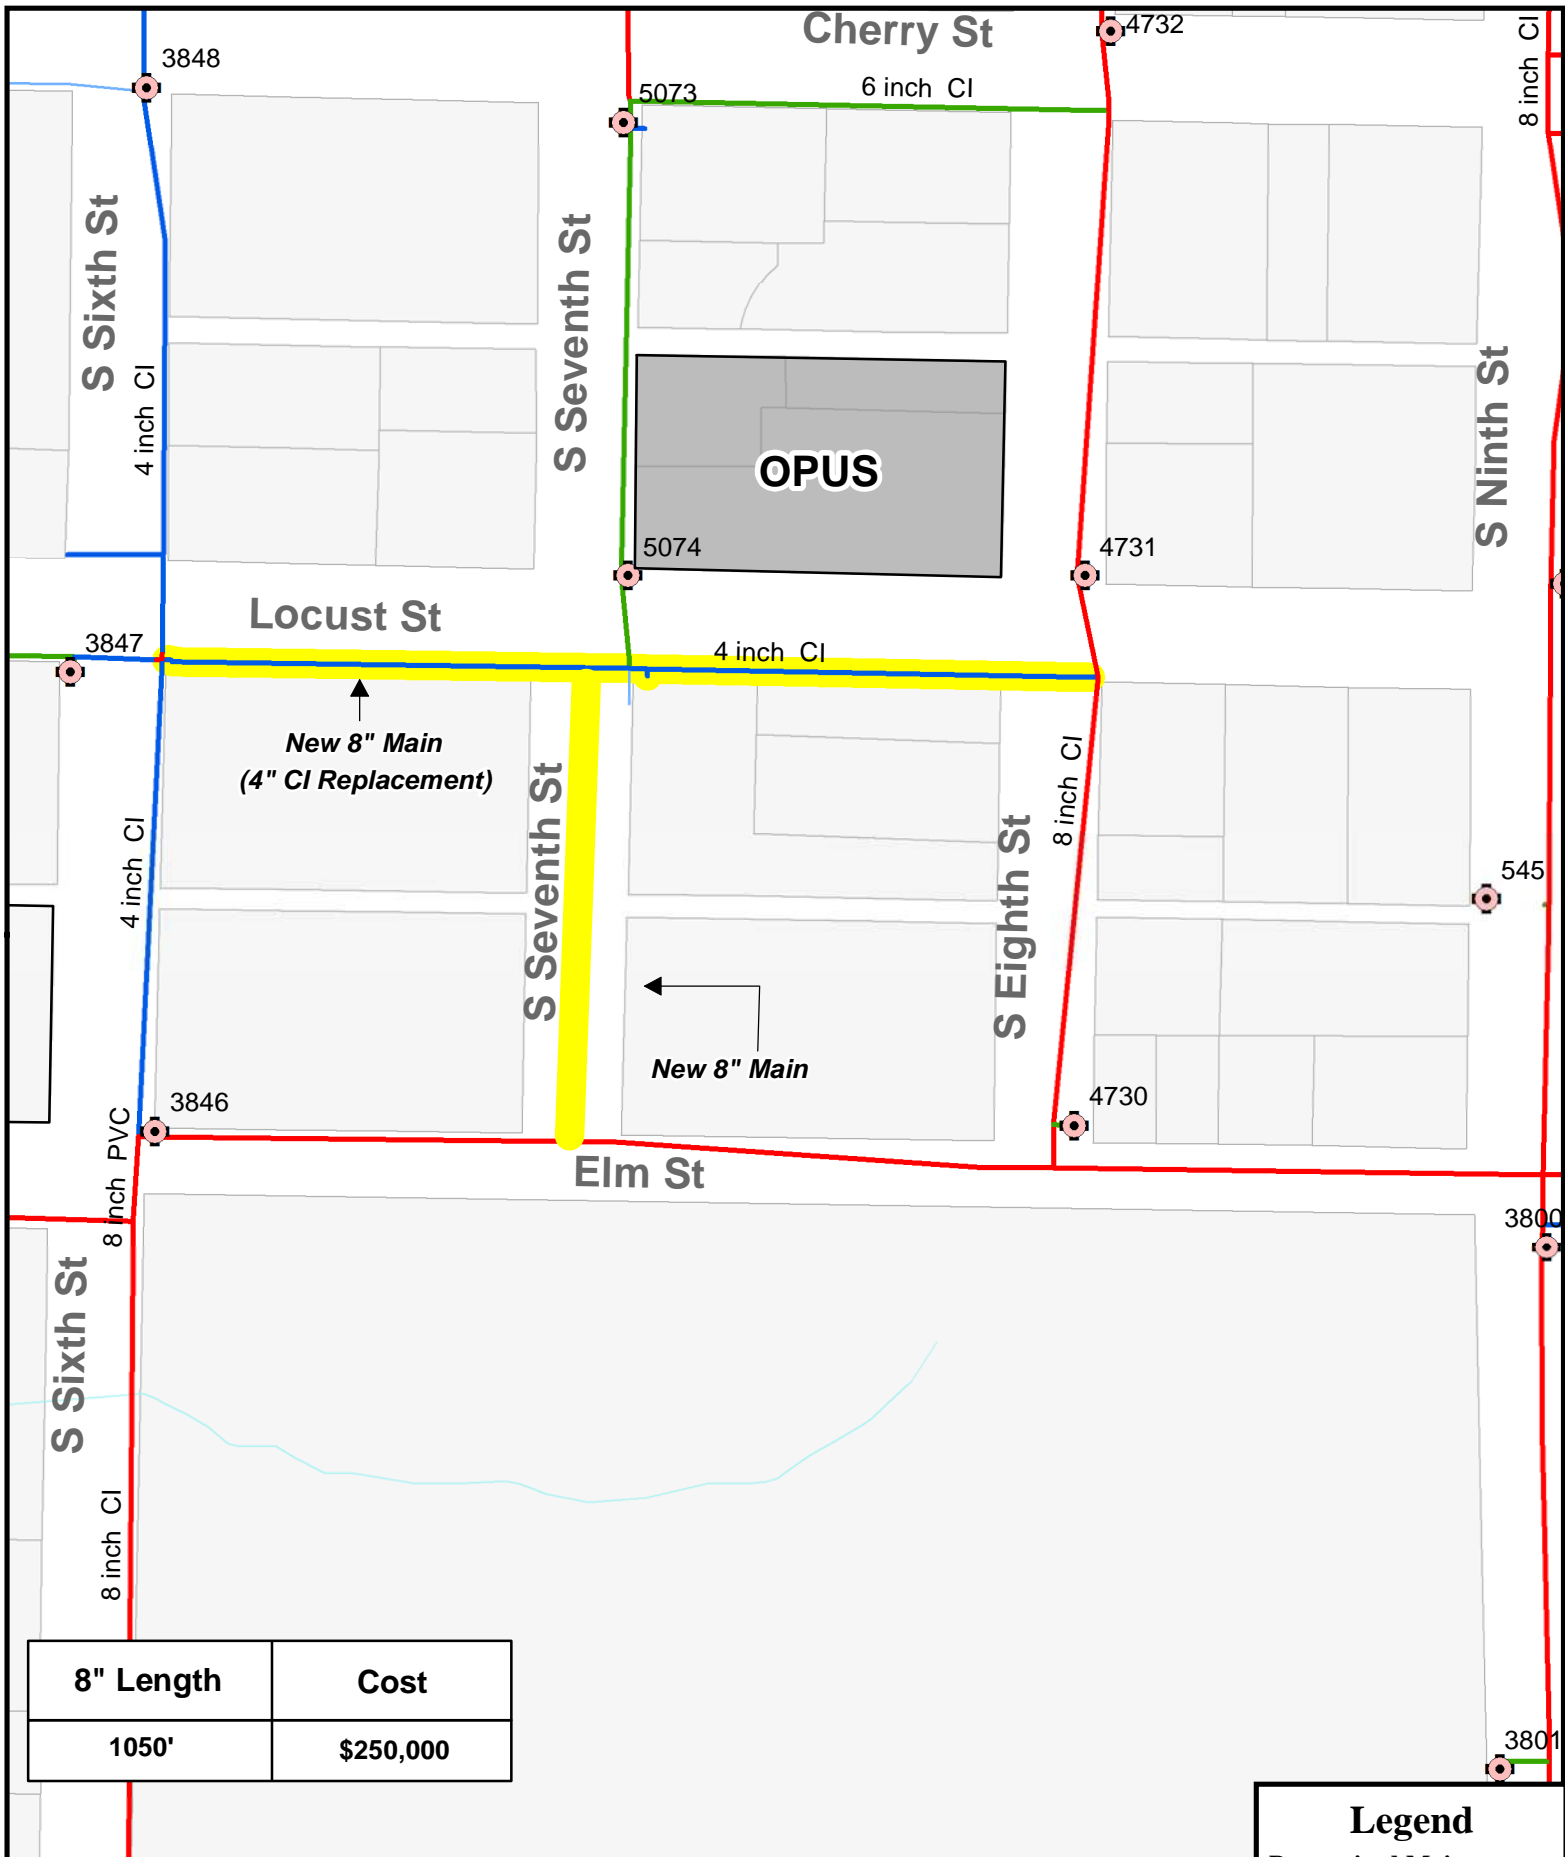 Cherry St
4732
8 inch CI
3848
5073
6 inch CI
S Sixth St
S Seventh St
4 inch CI
S Ninth St
OPUS
5074
4731
Locust St
3847
4 inch CI
New 8" Main
(4" CI Replacement)
S Seventh St
8 inch CI
4 inch CI
S Eighth St
545
New 8" Main
3846
4730
8 inch PVC
Elm St
3800
S Sixth St
8 inch CI
8" Length
Cost
1050'
$250,000
3801
Legend